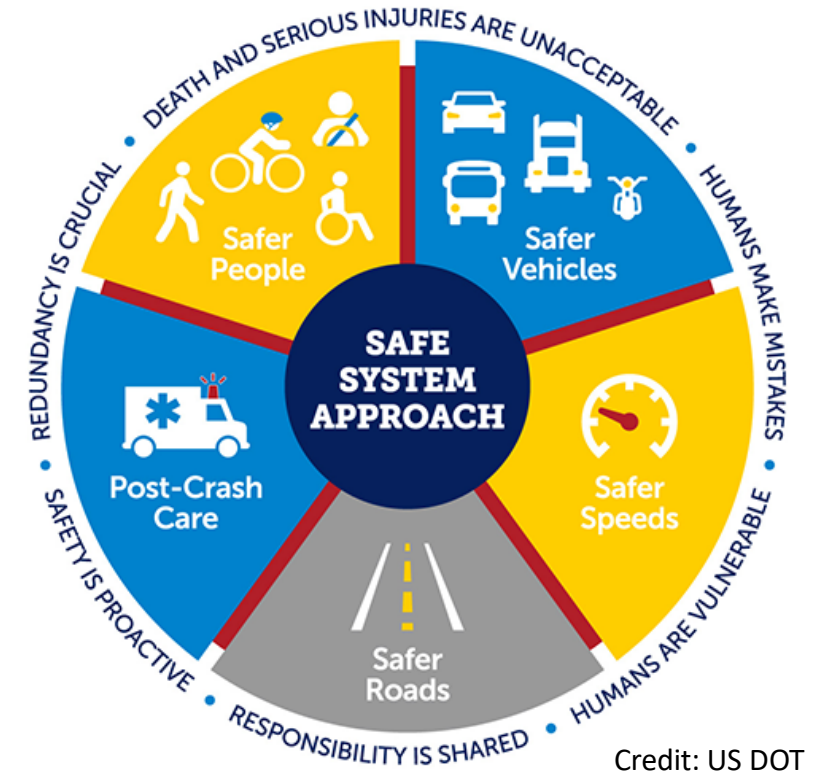 DEATH AND SERIOUS INJURIES ARE UNACCEPTABLE
HUMANS MAKE MISTAKES
HUMANS ARE VULNERABLE
RESPONSIBILITY IS SHARED
SAFETY IS PROACTIVE
REDUNDANCY IS CRUCIAL
Safer
People
Safer
Vehicles
SAFE
SYSTEM
APPROACH
Post-Crash
Care
Safer
Speeds
Safer
Roads
Credit: US DOT